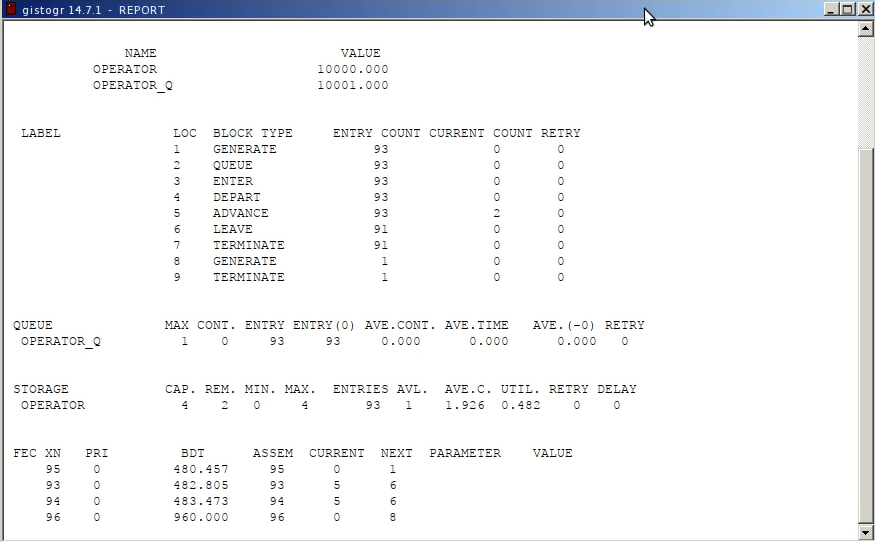 gistogr 14.7.1 - REPORT
NAME VALUE
OPERATOR 10000.000
OPERATOR_Q 10001.000
LABEL LOC BLOCK TYPE ENTRY COUNT CURRENT COUNT RETRY
1 GENERATE 93 0 0
2 QUEUE 93 0 0
3 ENTER 93 0 0
4 DEPART 93 0 0
5 ADVANCE 93 2 0
6 LEAVE 91 0 0
7 TERMINATE 91 0 0
8 GENERATE 1 0 0
9 TERMINATE 1 0 0
QUEUE MAX CONT. ENTRY ENTRY(0) AVE.CONT. AVE.TIME AVE.(-0) RETRY
OPERATOR_Q 1 0 93 93 0.000 0.000 0.000 0
STORAGE CAP. REM. MIN. MAX. ENTRIES AVL. AVE.C. UTIL. RETRY DELAY
OPERATOR 4 2 0 4 93 1 1.926 0.482 0 0
FEC XN PRI BDT ASSEM CURRENT NEXT PARAMETER VALUE
95 0 480.457 95 0 1
93 0 482.805 93 5 6
94 0 483.473 94 5 6
96 0 960.000 96 0 8